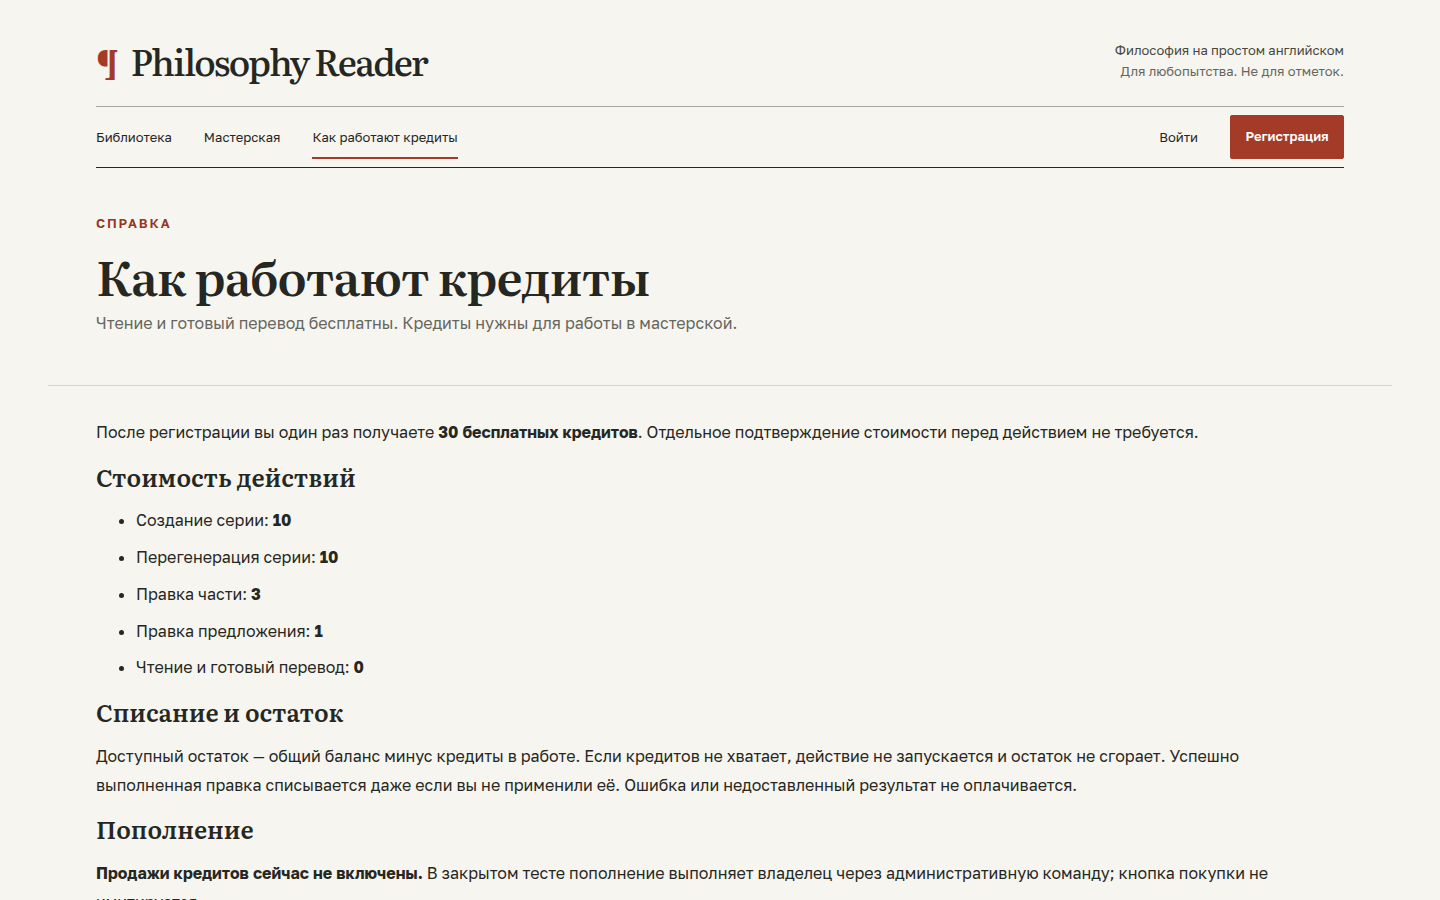 ¶ Philosophy Reader
Философия на простом английском
Для любопытства. Не для отметок.
Библиотека
Мастерская
Как работают кредиты
Войти
Регистрация
СПРАВКА
Как работают кредиты
Чтение и готовый перевод бесплатны. Кредиты нужны для работы в мастерской.
После регистрации вы один раз получаете 30 бесплатных кредитов. Отдельное подтверждение стоимости перед действием не требуется.
Стоимость действий
• Создание серии: 10
• Перегенерация серии: 10
• Правка части: 3
• Правка предложения: 1
• Чтение и готовый перевод: 0
Списание и остаток
Доступный остаток — общий баланс минус кредиты в работе. Если кредитов не хватает, действие не запускается и остаток не сгорает. Успешно
выполненная правка списывается даже если вы не применили её. Ошибка или недоставленный результат не оплачивается.
Пополнение
Продажи кредитов сейчас не включены. В закрытом тесте пополнение выполняет владелец через административную команду; кнопка покупки не